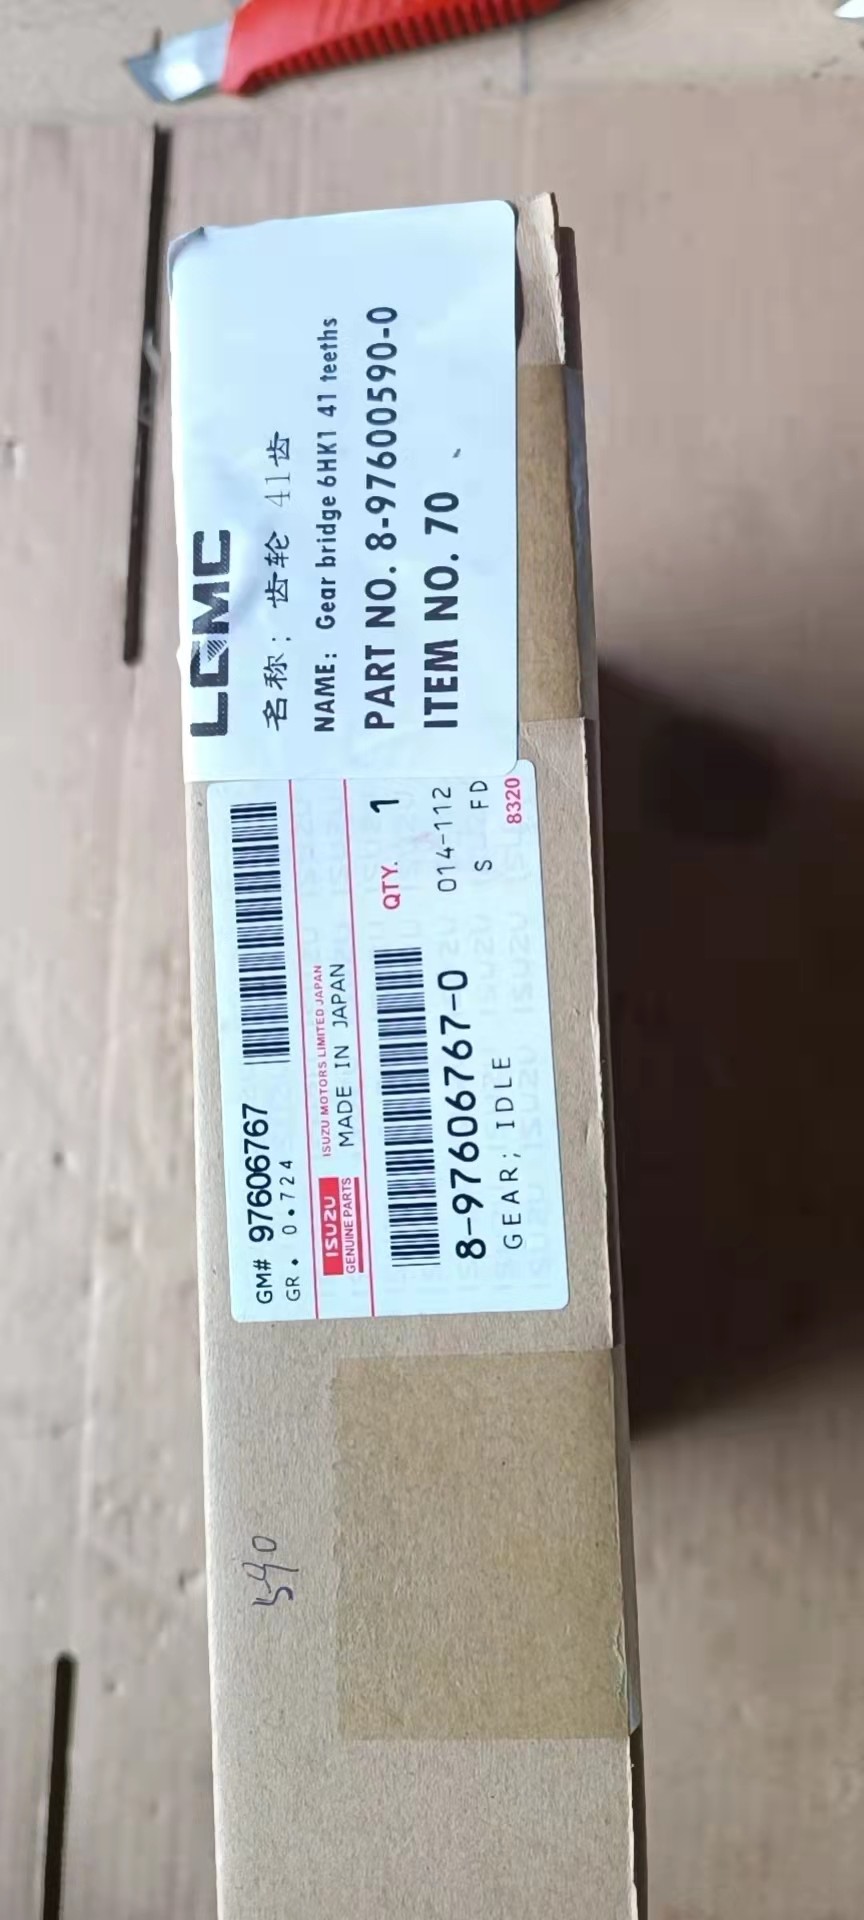 LGMC
名称: 齿轮 41齿
NAME: Gear bridge 6HK1 41 teeths
PART NO. 8-97600590-0
ITEM NO. 70
GM# 97606767
GR. 0.724
ISUZU
GENUINE PARTS
ISUZU MOTORS LIMITED JAPAN
MADE IN JAPAN
QTY. 1
8-97606767-0
014-112
GEAR; IDLE
S FD
8320
590